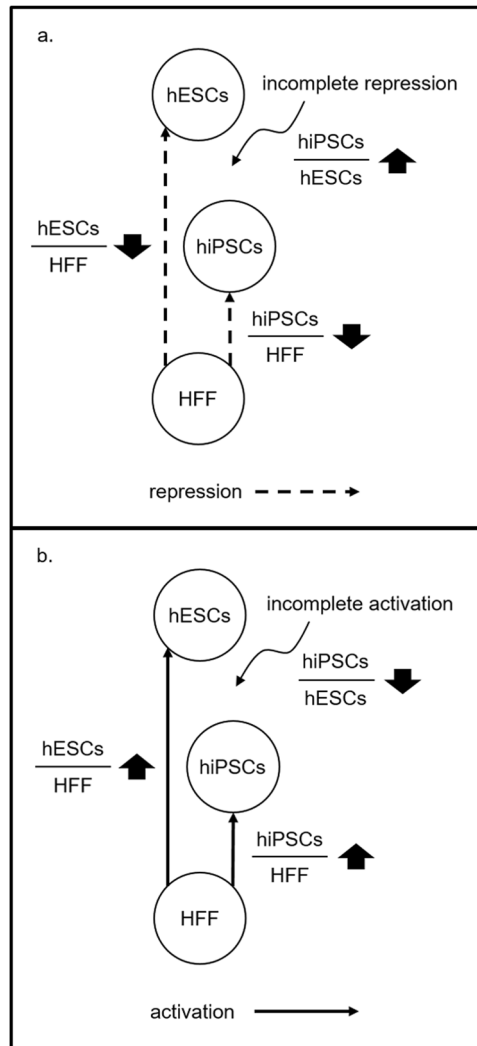 a.
hESCs
incomplete repression
hiPSCs
hESCs
hESCs
HFF
hiPSCs
hiPSCs
HFF
HFF
repression
b.
hESCs
incomplete activation
hiPSCs
hESCs
hESCs
HFF
hiPSCs
hiPSCs
HFF
HFF
activation